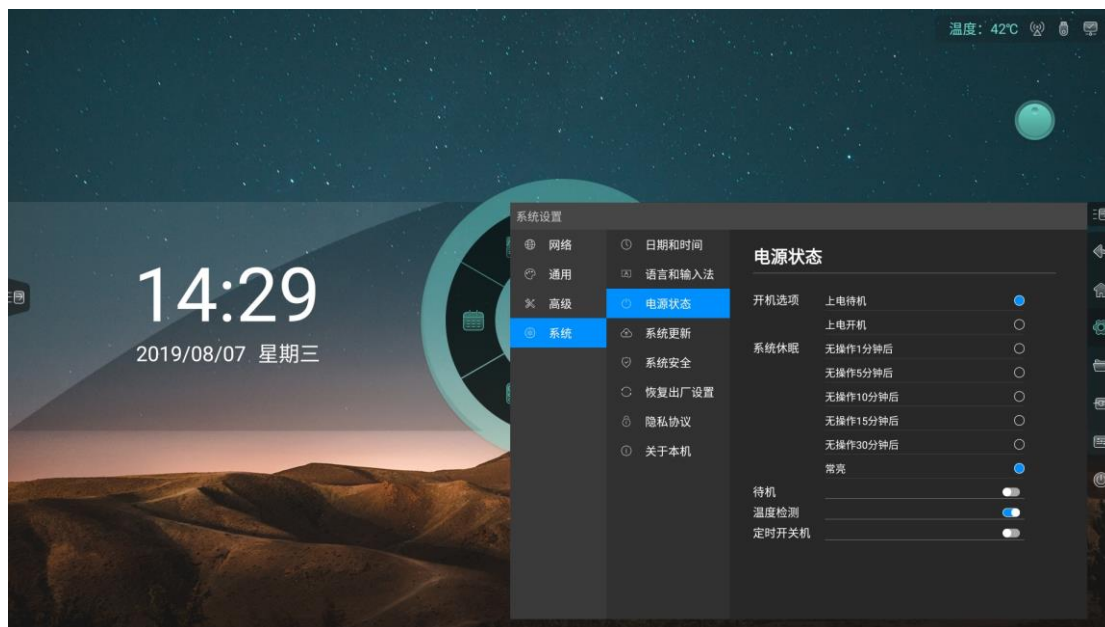 温度：42℃
14:29
2019/08/07 星期三
系统设置
网络
通用
高级
系统
日期和时间
语言和输入法
电源状态
系统更新
系统安全
恢复出厂设置
隐私协议
关于本机
电源状态
开机选项 上电待机
上电开机
系统休眠 无操作1分钟后
无操作5分钟后
无操作10分钟后
无操作15分钟后
无操作30分钟后
常亮
待机
温度检测
定时开关机